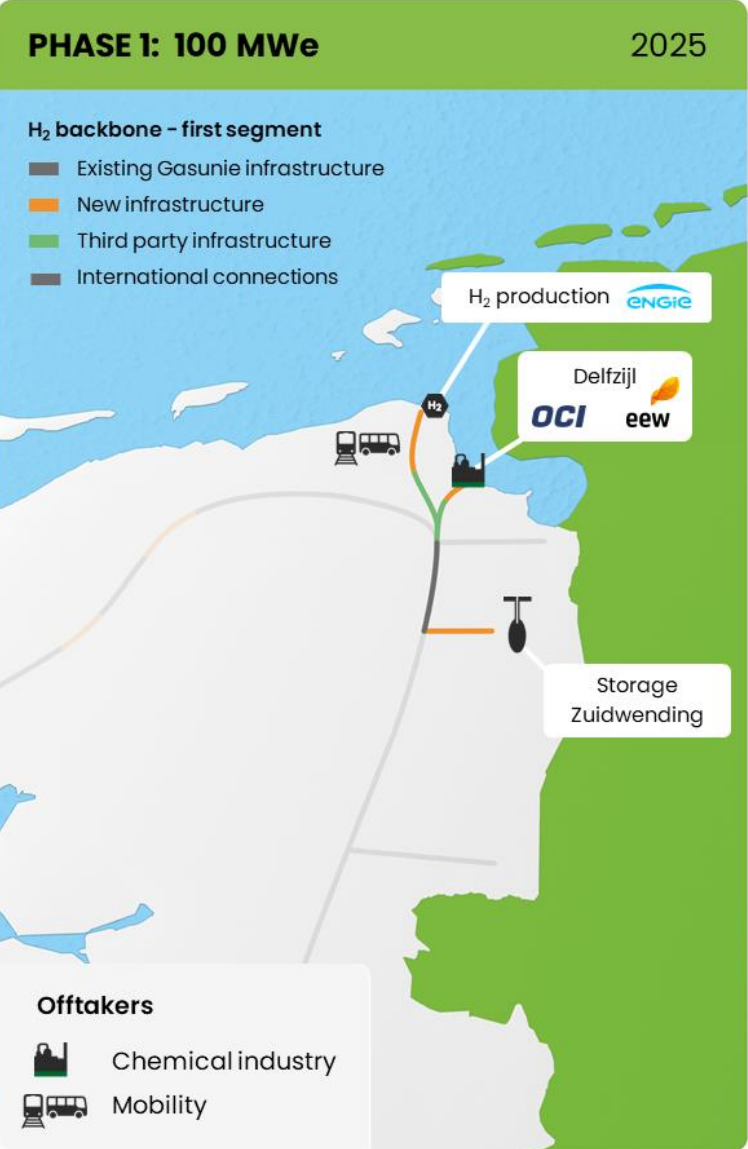 PHASE 1: 100 MWe 2025
H₂ backbone - first segment
Existing Gasunie infrastructure
New infrastructure
Third party infrastructure
International connections
H₂ production ENGIE
Delfzijl
OCI eew
H₂
Storage
Zuidwending
Offtakers
Chemical industry
Mobility